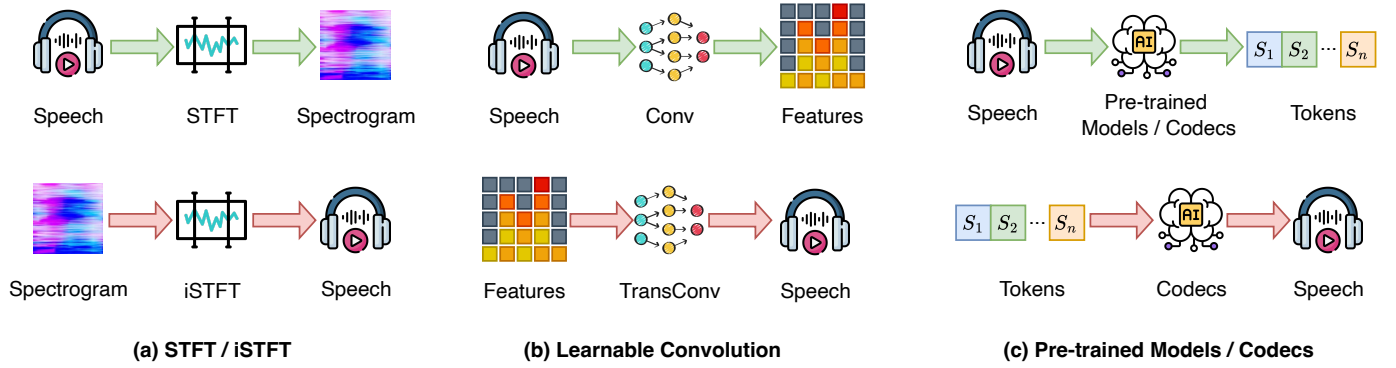 Speech STFT Spectrogram
Spectrogram iSTFT Speech
(a) STFT / iSTFT
Speech Conv Features
Features TransConv Speech
(b) Learnable Convolution
AI
S₁ S₂ ... Sₙ
Speech Pre-trained Models / Codecs Tokens
S₁ S₂ ... Sₙ
AI
Tokens Codecs Speech
(c) Pre-trained Models / Codecs